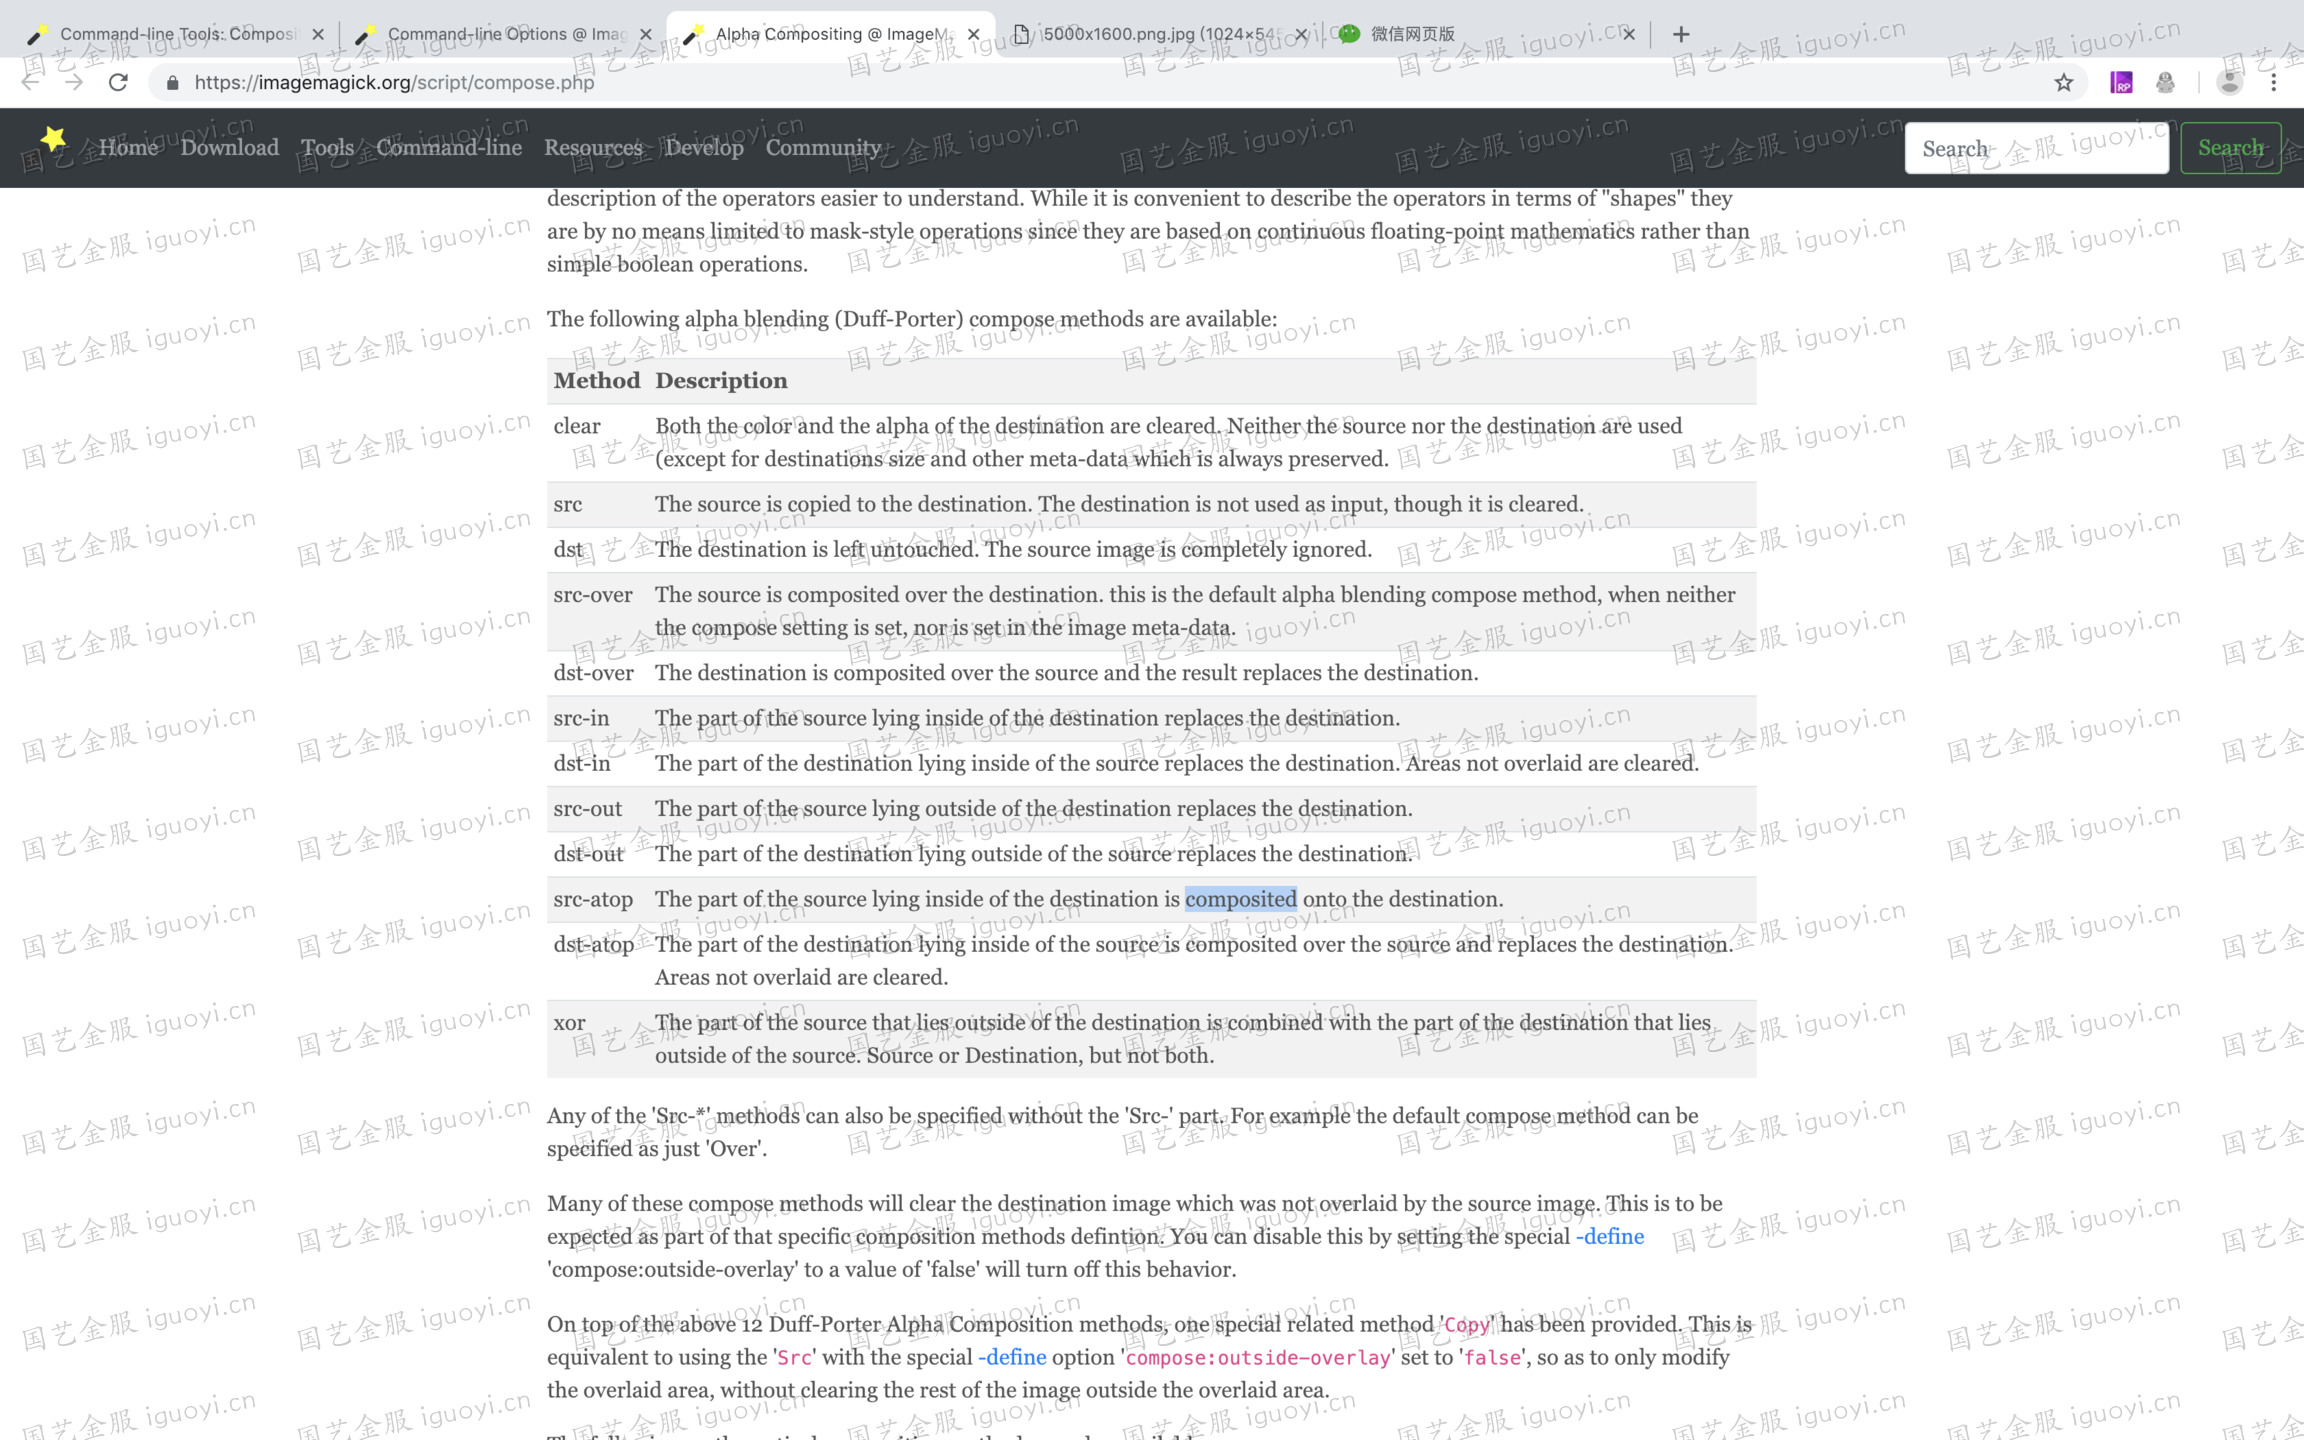 Command-line Tools: Composi
Command-line Options @ Imag
Alpha Compositing @ ImageMa
5000x1600.png.jpg (1024×54
微信网页版
https://imagemagick.org/script/compose.php
Home Download Tools Command-line Resources Develop Community
Search
Search
description of the operators easier to understand. While it is convenient to describe the operators in terms of "shapes" they
are by no means limited to mask-style operations since they are based on continuous floating-point mathematics rather than
simple boolean operations.
The following alpha blending (Duff-Porter) compose methods are available:
Method Description
clear Both the color and the alpha of the destination are cleared. Neither the source nor the destination are used
(except for destinations size and other meta-data which is always preserved.
src The source is copied to the destination. The destination is not used as input, though it is cleared.
dst The destination is left untouched. The source image is completely ignored.
src-over The source is composited over the destination. this is the default alpha blending compose method, when neither
the compose setting is set, nor is set in the image meta-data.
dst-over The destination is composited over the source and the result replaces the destination.
src-in The part of the source lying inside of the destination replaces the destination.
dst-in The part of the destination lying inside of the source replaces the destination. Areas not overlaid are cleared.
src-out The part of the source lying outside of the destination replaces the destination.
dst-out The part of the destination lying outside of the source replaces the destination.
src-atop The part of the source lying inside of the destination is composited onto the destination.
dst-atop The part of the destination lying inside of the source is composited over the source and replaces the destination.
Areas not overlaid are cleared.
xor The part of the source that lies outside of the destination is combined with the part of the destination that lies
outside of the source. Source or Destination, but not both.
Any of the 'Src-*' methods can also be specified without the 'Src-' part. For example the default compose method can be
specified as just 'Over'.
Many of these compose methods will clear the destination image which was not overlaid by the source image. This is to be
expected as part of that specific composition methods defintion. You can disable this by setting the special -define
'compose:outside-overlay' to a value of 'false' will turn off this behavior.
On top of the above 12 Duff-Porter Alpha Composition methods, one special related method 'Copy' has been provided. This is
equivalent to using the 'Src' with the special -define option 'compose:outside-overlay' set to 'false', so as to only modify
the overlaid area, without clearing the rest of the image outside the overlaid area.
国艺金服 iguoyi.cn